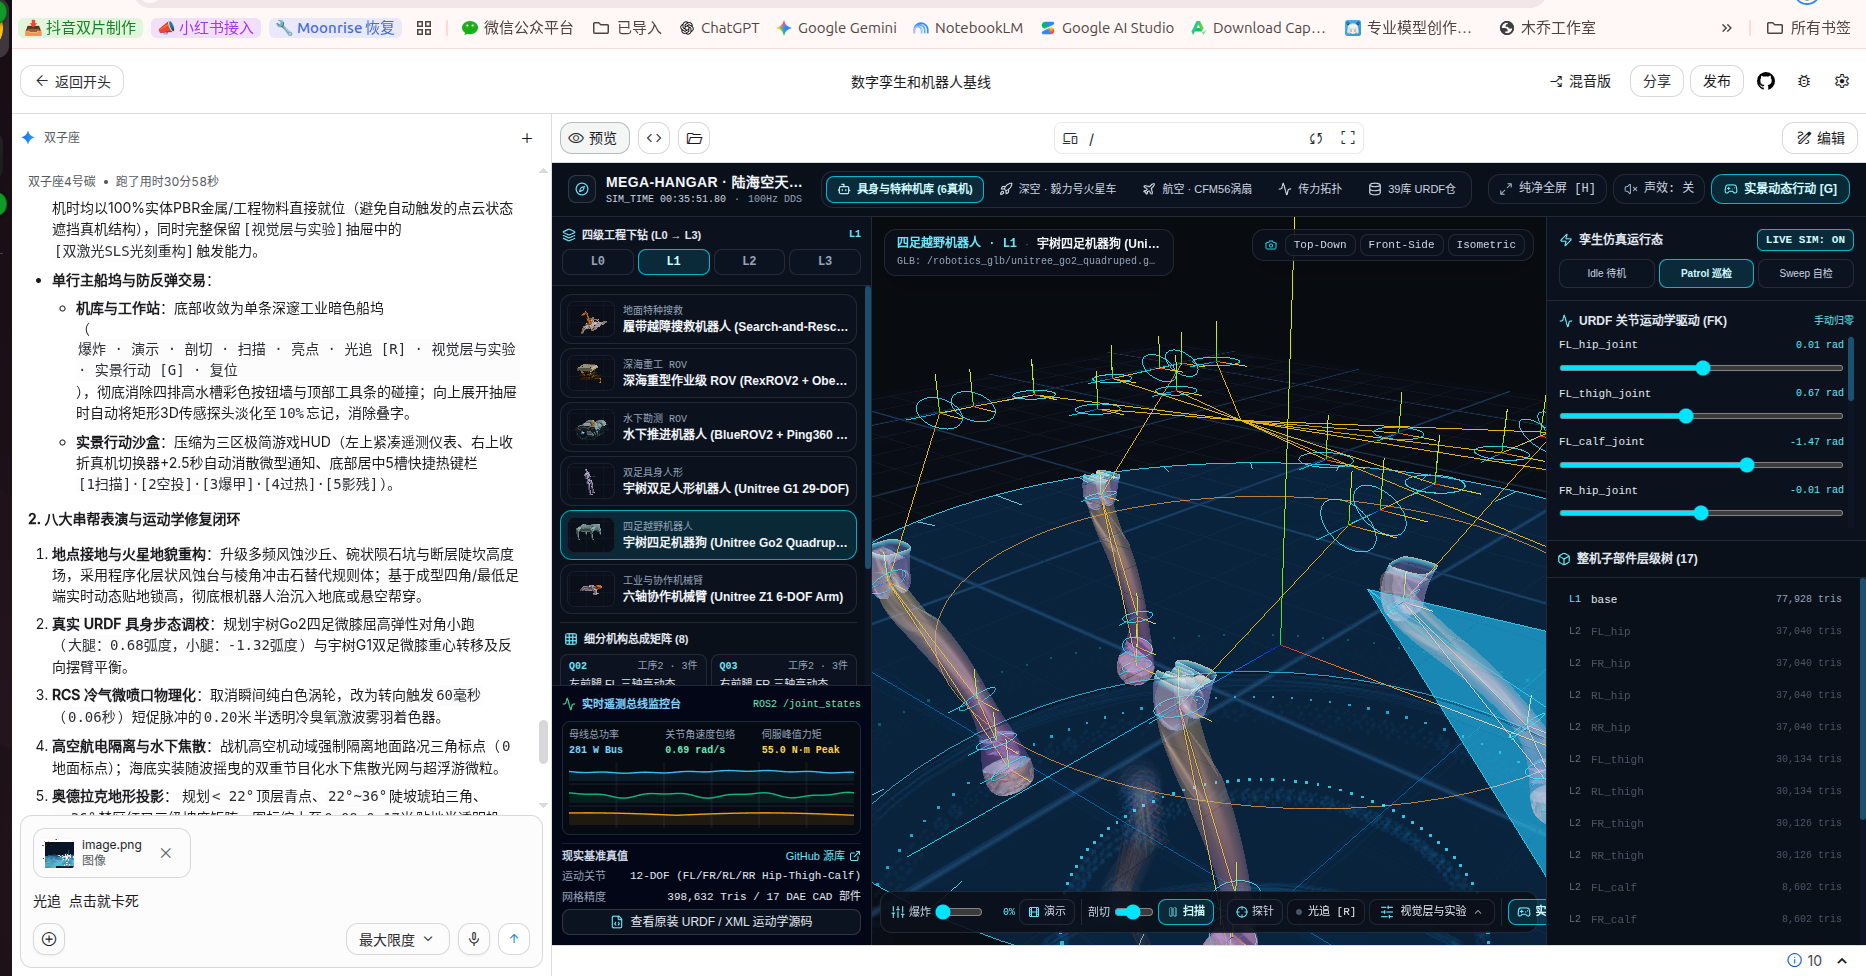 抖音双片制作
小红书接入
Moonrise 恢复
微信公众平台
已导入
ChatGPT
Google Gemini
NotebookLM
Google AI Studio
Download Cap...
专业模型创作...
木乔工作室
所有书签
返回开头
数字孪生和机器人基线
混音版
分享
发布
双子座
预览
/
编辑
双子座4号碳 • 跑了用时30分58秒
机时均以100%实体PBR金属/工程物料直接就位（避免自动触发的点云状态
遮挡真机结构），同时完整保留[视觉层与实验]抽屉中的
[双激光SLS光刻重构]触发能力。
• 单行主船坞与防反弹交易：
机库与工作站：底部收敛为单条深邃工业暗色船坞
（
爆炸 · 演示 · 剖切 · 扫描 · 亮点 · 光追 [R] · 视觉层与实验
· 实景行动 [G] · 复位
），彻底消除四排高水槽彩色按钮墙与顶部工具条的碰撞；向上展开抽屉
时自动将矩形3D传感探头淡化至10%忘记，消除叠字。
实景行动沙盒：压缩为三区极简游戏HUD（左上紧凑遥测仪表、右上收
折真机切换器+2.5秒自动消散微型通知、底部居中5槽快捷热键栏
[1扫描]·[2空投]·[3爆甲]·[4过热]·[5影残]）。
2. 八大串帮表演与运动学修复闭环
1. 地点接地与火星地貌重构：升级多频风蚀沙丘、碗状陨石坑与断层陡坎高度
场，采用程序化层状风蚀台与棱角冲击石替代规则体；基于成型四角/最低足
端实时动态贴地锁高，彻底根机器人治沉入地底或悬空帮穿。
2. 真实 URDF 具身步态调校：规划宇树Go2四足微膝屈高弹性对角小跑
（大腿：0.68弧度，小腿：-1.32弧度）与宇树G1双足微膝重心转移及反
向摆臂平衡。
3. RCS 冷气微喷口物理化：取消瞬间纯白色涡轮，改为转向触发60毫秒
（0.06秒）短促脉冲的0.20米半透明冷臭氧激波雾羽着色器。
4. 高空航电隔离与水下焦散：战机高空机动域强制隔离地面路况三角标点（0
地面标点）；海底实装随波摇曳的双重节目化水下焦散光网与超浮游微粒。
5. 奥德拉克地形投影： 规划< 22°顶层青点、22°~36°陡坡琥珀三角、
image.png
图像
光追 点击就卡死
最大限度
MEGA-HANGAR · 陆海空天...
SIM_TIME 00:35:51.80 · 100Hz DDS
具身与特种机库 (6真机)
深空 · 毅力号火星车
航空 · CFM56涡扇
传力拓扑
39库 URDF仓
纯净全屏 [H]
声效: 关
实景动态行动 [G]
四级工程下钻 (L0 → L3)
L1
L0
L1
L2
L3
地面特种搜救
履带越障搜救机器人 (Search-and-Resc...
深海重工 ROV
深海重型作业级 ROV (RexROV2 + Obe...
水下勘测 ROV
水下推进机器人 (BlueROV2 + Ping360 ...
双足具身人形
宇树双足人形机器人 (Unitree G1 29-DOF)
四足越野机器人
宇树四足机器狗 (Unitree Go2 Quadrup...
工业与协作机械臂
六轴协作机械臂 (Unitree Z1 6-DOF Arm)
细分机构总成矩阵 (8)
Q02
工序2 · 3件
Q03
工序2 · 3件
左前腿 FL 三轴高动态
右前腿 FR 三轴高动态
实时遥测总线监控台
ROS2 /joint_states
母线总功率
关节角速度包络
伺服峰值力矩
281 W Bus
0.69 rad/s
55.0 N·m Peak
现实基准真值
GitHub 源库
运动关节
12-DOF (FL/FR/RL/RR Hip-Thigh-Calf)
网格精度
398,632 Tris / 17 DAE CAD 部件
查看原装 URDF / XML 运动学源码
四足越野机器人 · L1 · 宇树四足机器狗 (Uni...
GLB: /robotics_glb/unitree_go2_quadruped.g…
Top-Down
Front-Side
Isometric
爆炸
0%
演示
剖切
扫描
探针
光追 [R]
视觉层与实验
实
孪生仿真运行态
LIVE SIM: ON
Idle 待机
Patrol 巡检
Sweep 自检
URDF 关节运动学驱动 (FK)
手动归零
FL_hip_joint
0.01 rad
FL_thigh_joint
0.67 rad
FL_calf_joint
-1.47 rad
FR_hip_joint
-0.01 rad
整机子部件层级树 (17)
L1 base 77,928 tris
L2 FL_hip 37,040 tris
L2 FR_hip 37,040 tris
L2 RL_hip 37,040 tris
L2 RR_hip 37,040 tris
L2 FL_thigh 30,134 tris
L2 RL_thigh 30,134 tris
L2 FR_thigh 30,126 tris
L2 RR_thigh 30,126 tris
L2 FL_calf 8,602 tris
L2 FR_calf 8,602 tris
10